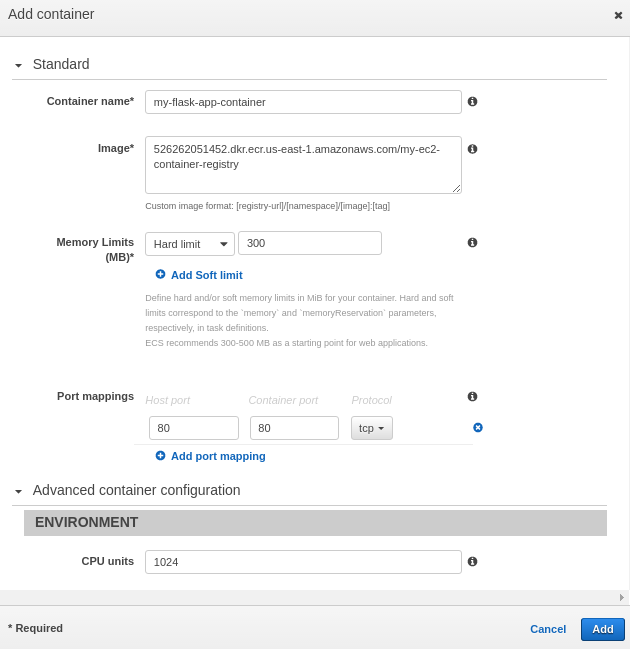 Add container
Standard
Container name*
my-flask-app-container
Image*
526262051452.dkr.ecr.us-east-1.amazonaws.com/my-ec2-
container-registry
Custom image format: [registry-url]/[namespace]/[image]:[tag]
Memory Limits
(MB)*
Hard limit
300
Add Soft limit
Define hard and/or soft memory limits in MiB for your container. Hard and soft
limits correspond to the `memory` and `memoryReservation` parameters,
respectively, in task definitions.
ECS recommends 300-500 MB as a starting point for web applications.
Port mappings
Host port Container port Protocol
80 80 tcp
Add port mapping
Advanced container configuration
ENVIRONMENT
CPU units
1024
* Required
Cancel
Add